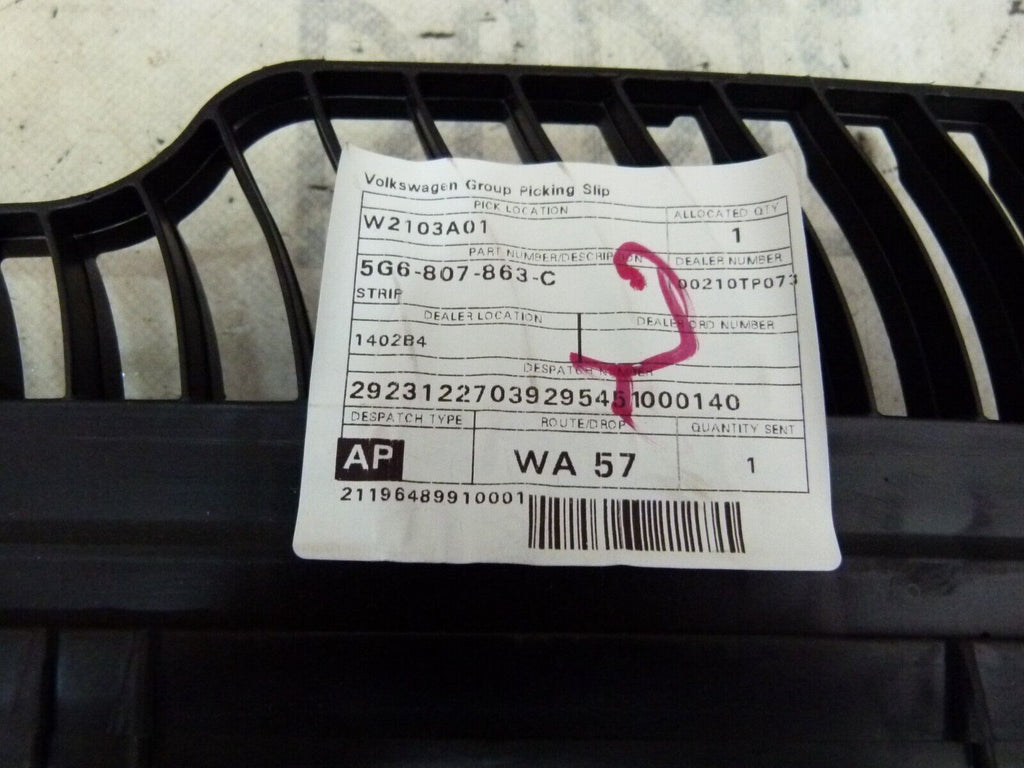 Volkswagen Group Picking Slip
PICK LOCATION ALLOCATED QTY
W2103A01 1
PART NUMBER/DESCRIPTION DEALER NUMBER
5G6-807-863-C 00210TP073
STRIP
DEALER LOCATION DEALER ORD NUMBER
1402B4
DESPATCH NUMBER
29231227039295451000140
DESPATCH TYPE ROUTE/DROP QUANTITY SENT
AP WA 57 1
21196489910001